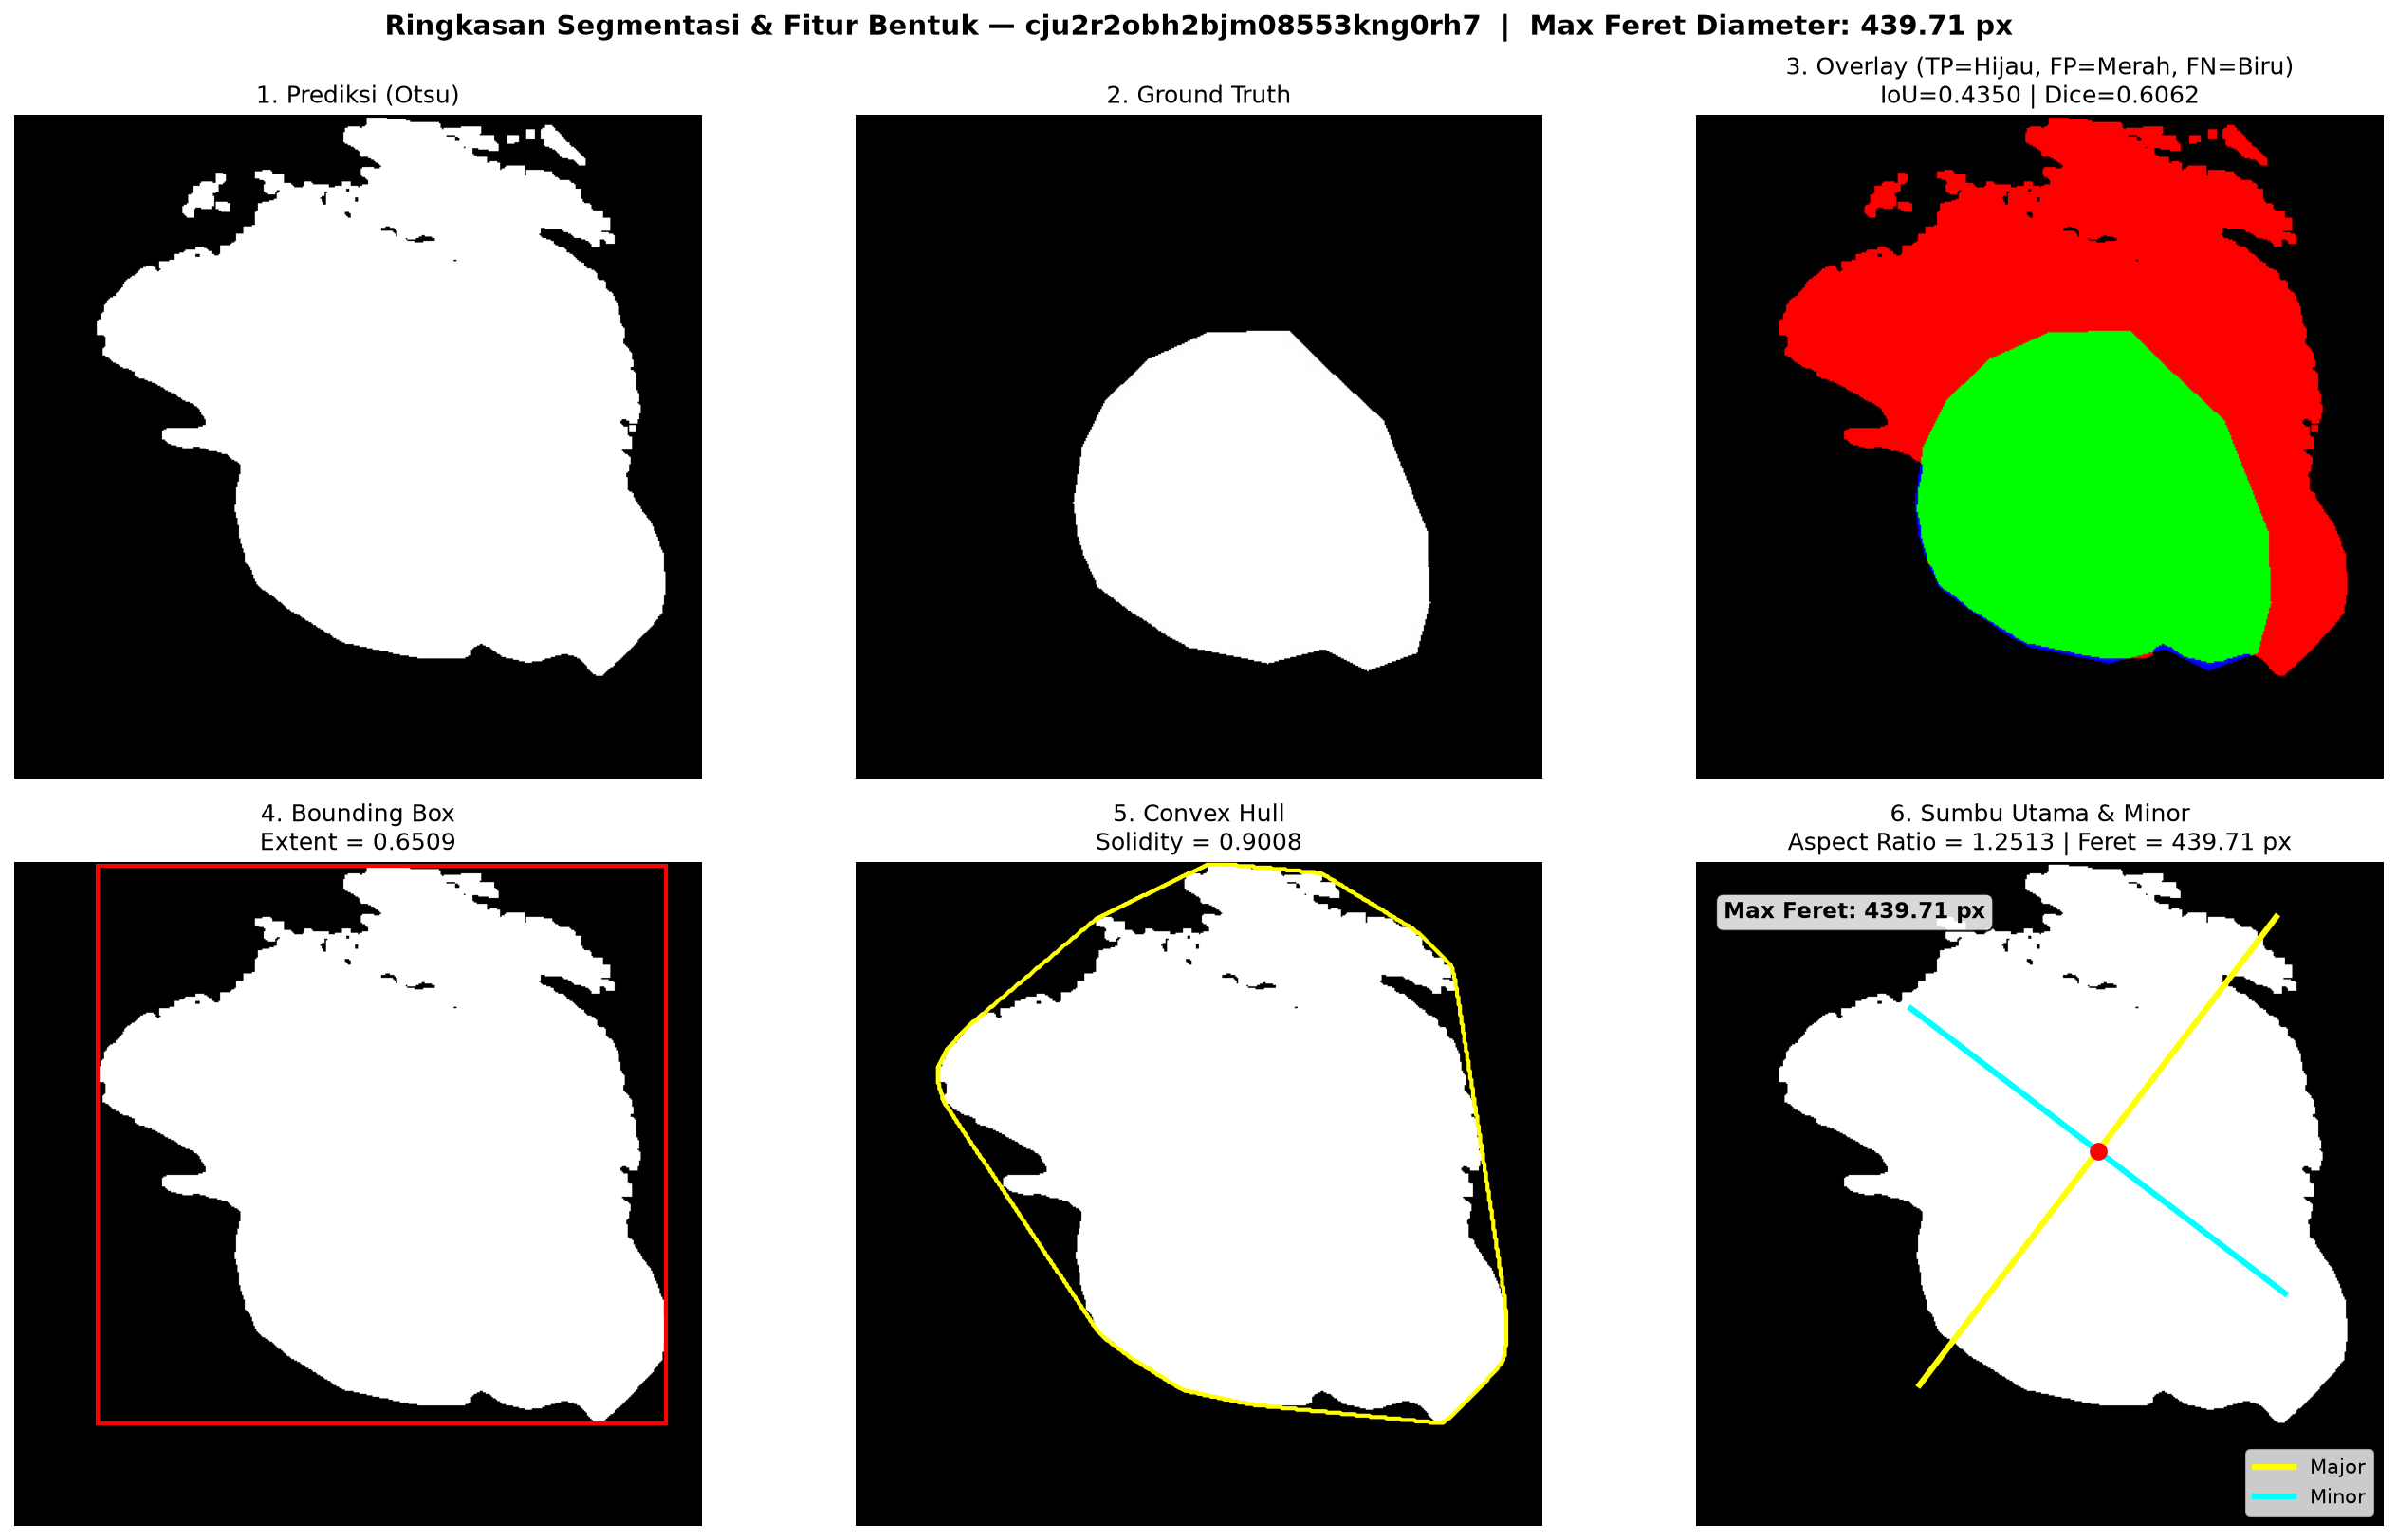 Ringkasan Segmentasi & Fitur Bentuk — cju2r2obh2bjm08553kng0rh7 | Max Feret Diameter: 439.71 px
1. Prediksi (Otsu)
2. Ground Truth
3. Overlay (TP=Hijau, FP=Merah, FN=Biru)
IoU=0.4350 | Dice=0.6062
4. Bounding Box
Extent = 0.6509
5. Convex Hull
Solidity = 0.9008
6. Sumbu Utama & Minor
Aspect Ratio = 1.2513 | Feret = 439.71 px
Max Feret: 439.71 px
Major
Minor